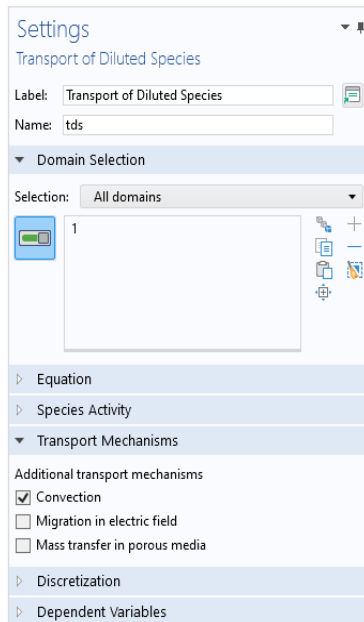 Settings
Transport of Diluted Species
Label: Transport of Diluted Species
Name: tds
Domain Selection
Selection: All domains
1
Equation
Species Activity
Transport Mechanisms
Additional transport mechanisms
Convection
Migration in electric field
Mass transfer in porous media
Discretization
Dependent Variables